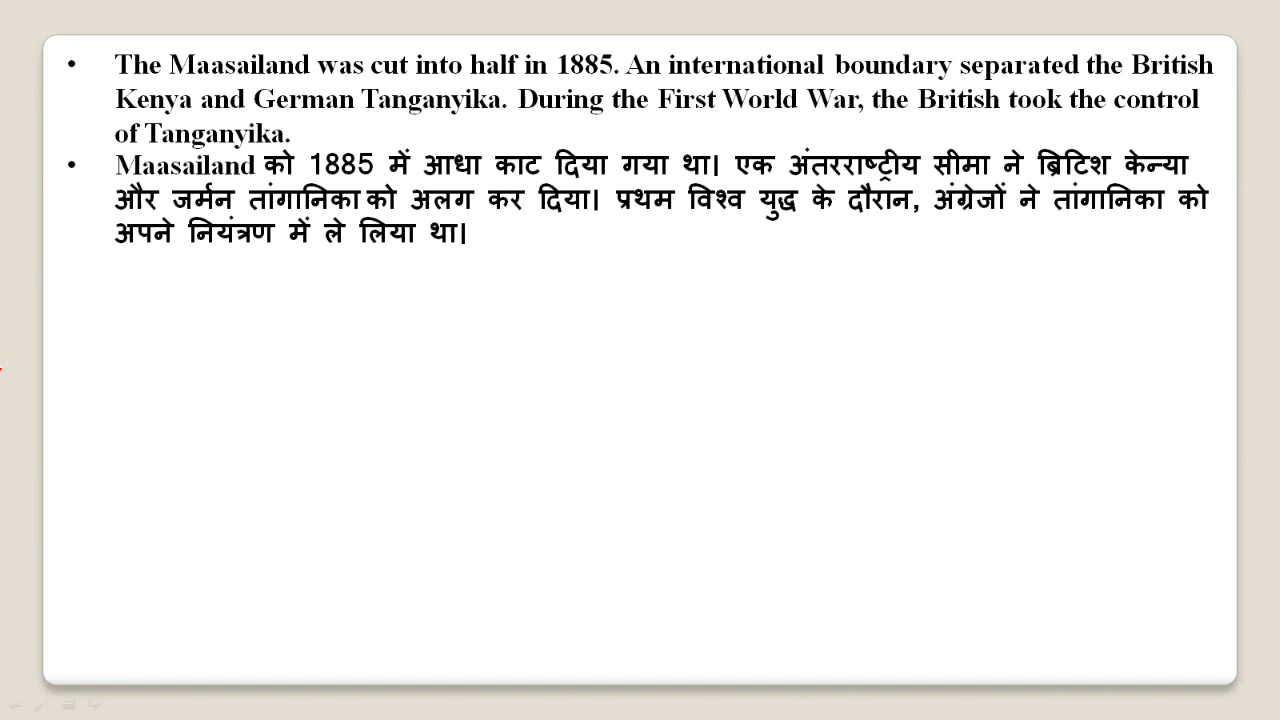 • The Maasailand was cut into half in 1885. An international boundary separated the British
Kenya and German Tanganyika. During the First World War, the British took the control
of Tanganyika.
• Maasailand को 1885 में आधा काट दिया गया था। एक अंतरराष्ट्रीय सीमा ने ब्रिटिश केन्या
और जर्मन तांगानिका को अलग कर दिया। प्रथम विश्व युद्ध के दौरान, अंग्रेजों ने तांगानिका को
अपने नियंत्रण में ले लिया था।